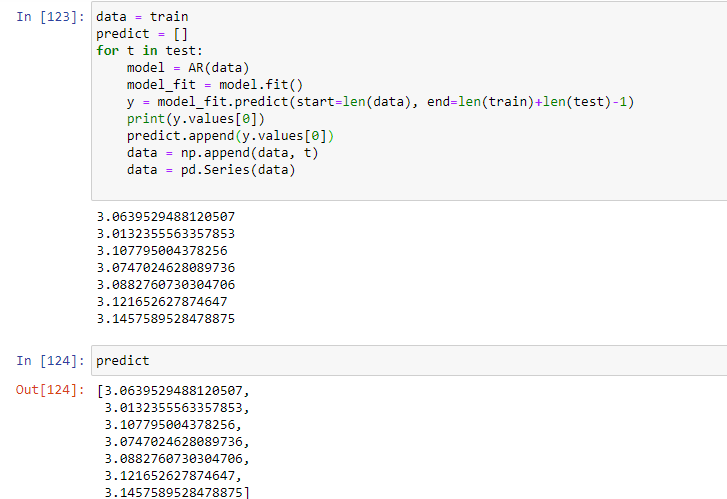 In [123]: data = train
predict = []
for t in test:
    model = AR(data)
    model_fit = model.fit()
    y = model_fit.predict(start=len(data), end=len(train)+len(test)-1)
    print(y.values[0])
    predict.append(y.values[0])
    data = np.append(data, t)
    data = pd.Series(data)
3.0639529488120507
3.0132355563357853
3.107795004378256
3.0747024628089736
3.0882760730304706
3.121652627874647
3.1457589528478875
In [124]: predict
Out[124]: [3.0639529488120507,
3.0132355563357853,
3.107795004378256,
3.0747024628089736,
3.0882760730304706,
3.121652627874647,
3.1457589528478875]